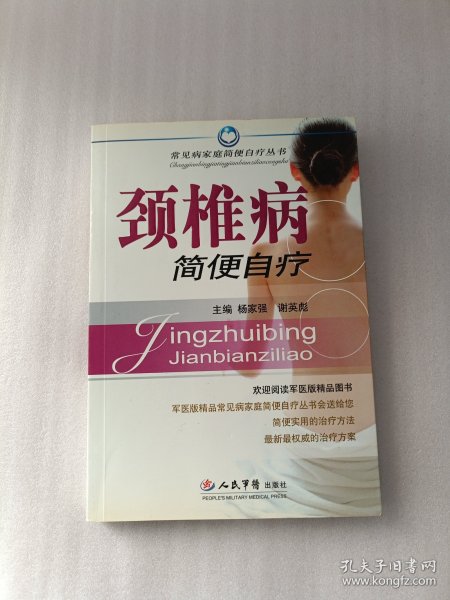 常见病家庭简便自疗丛书
Changjianbingjiatingjianbianziliaocongshu
颈椎病
简便自疗
主编 杨家强 谢英彪
Jingzhuibing
Jianbianziliao
欢迎阅读军医版精品图书
军医版精品常见病家庭简便自疗丛书会送给您
简便实用的治疗方法
最新最权威的治疗方案
人民军医出版社
PEOPLE'S MILITARY MEDICAL PRESS
孔夫子旧书网
www.kongfz.com